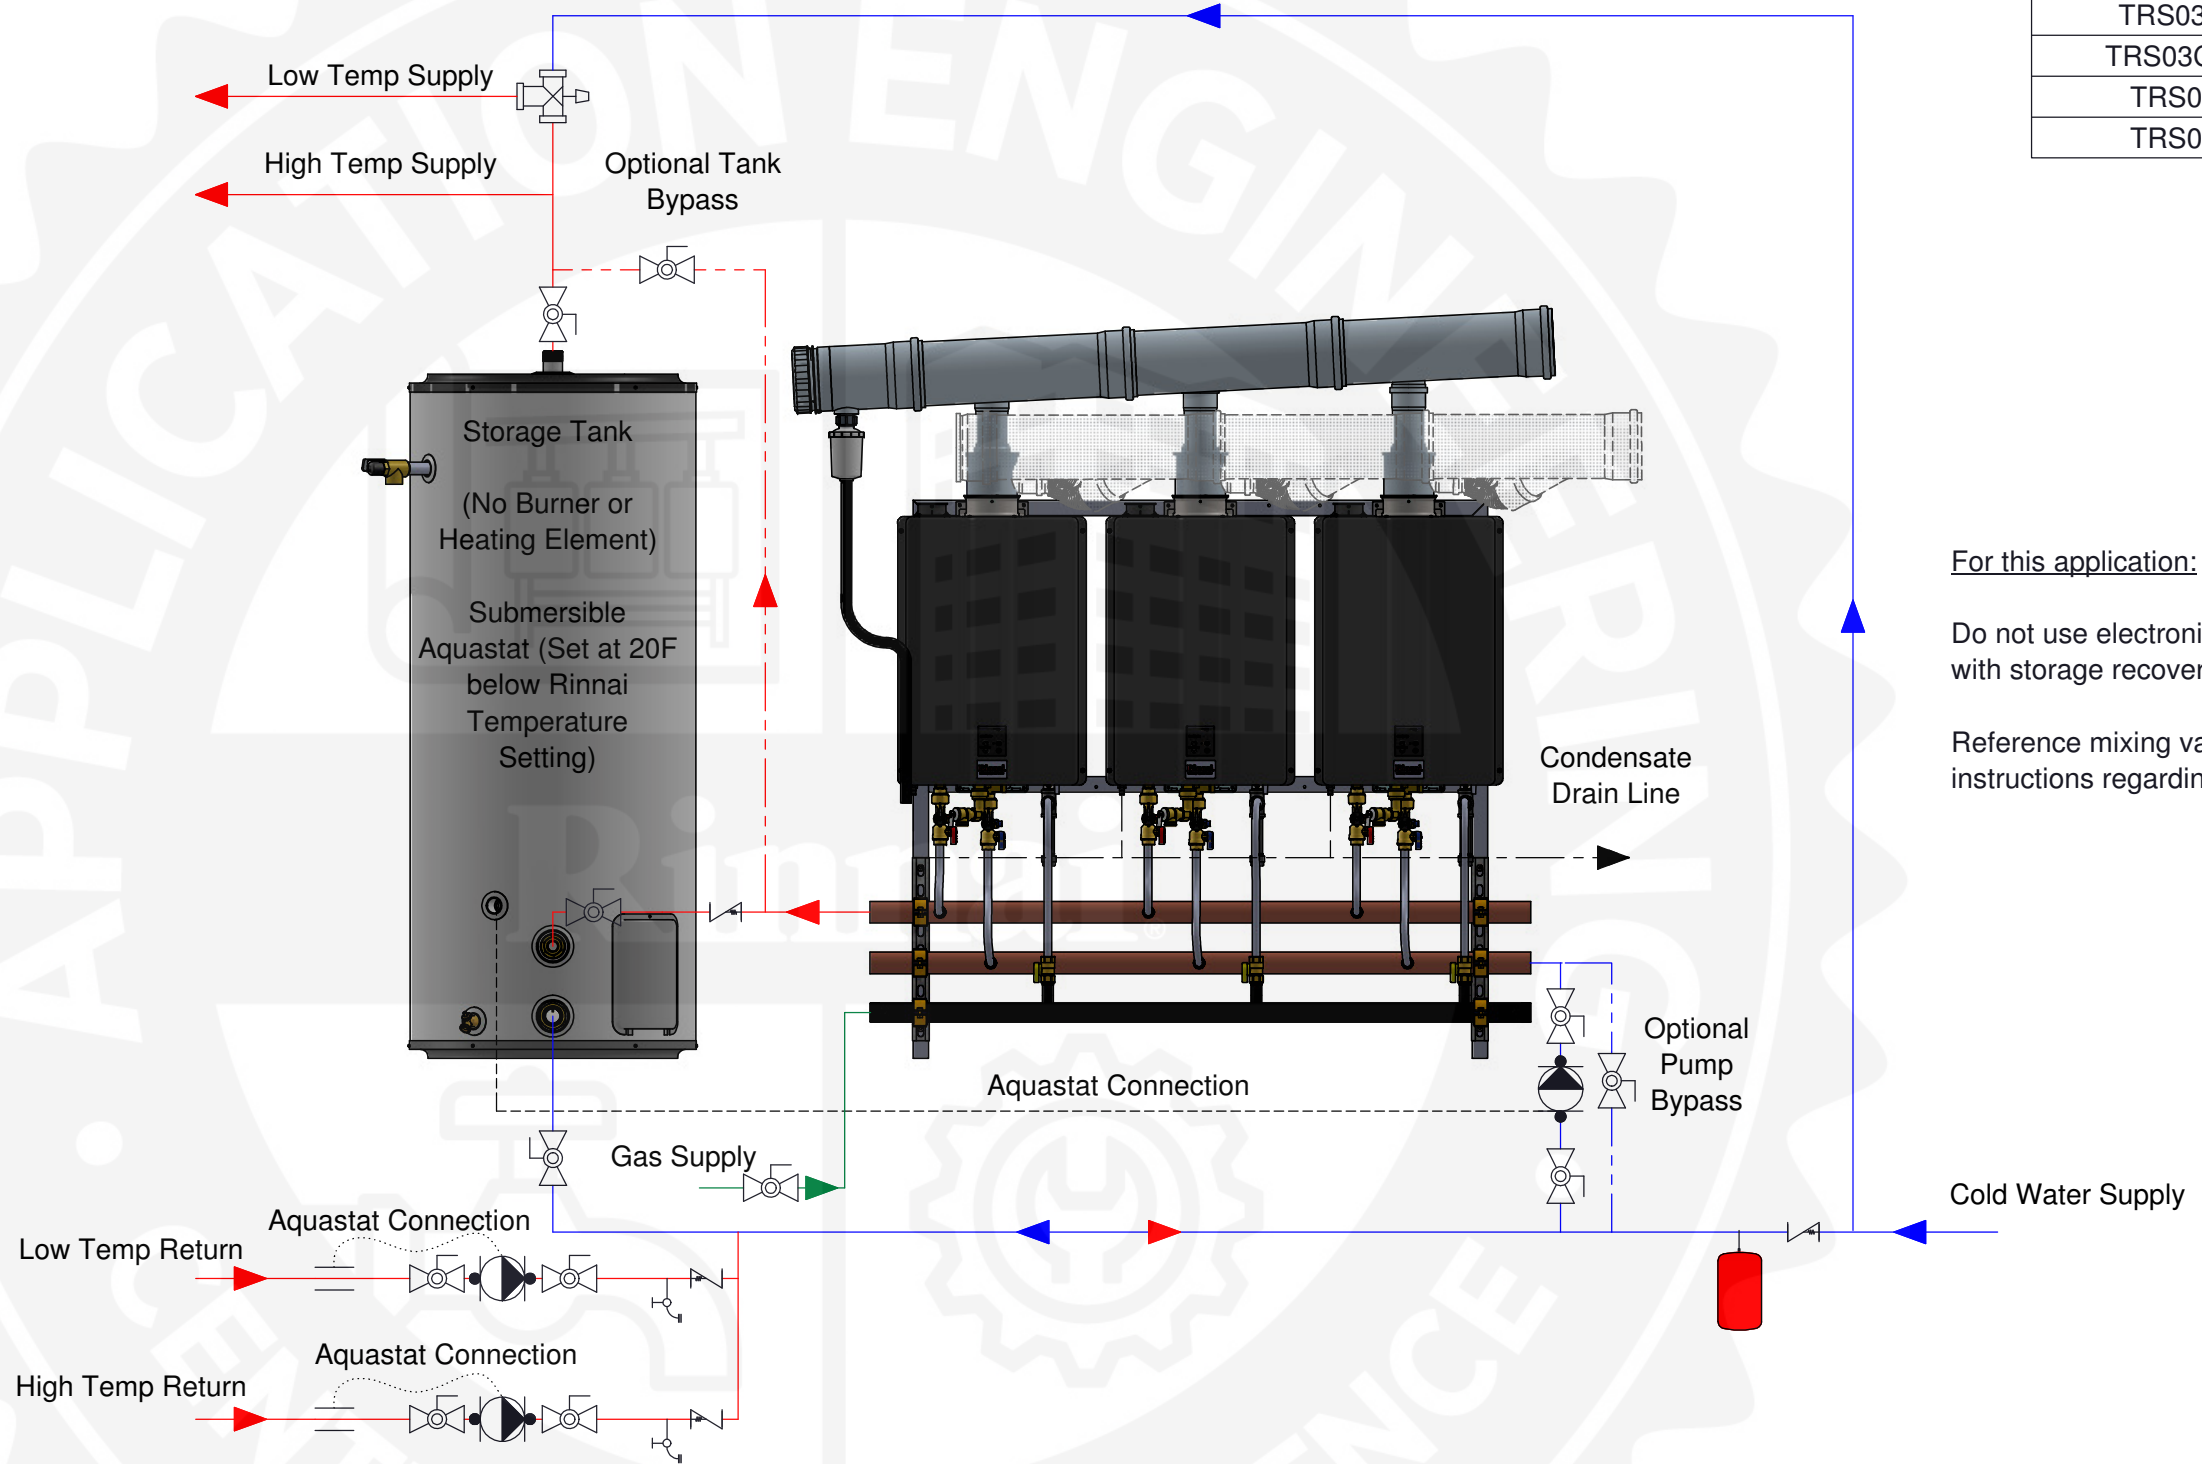 TRS03
TRS03C
TRS0
TRS0
Low Temp Supply
High Temp Supply
Optional Tank
Bypass
Storage Tank
(No Burner or
Heating Element)
Submersible
Aquastat (Set at 20F
below Rinnai
Temperature
Setting)
For this application:
Do not use electroni
with storage recover
Reference mixing va
instructions regardin
Condensate
Drain Line
Rinnai®
Optional
Pump
Bypass
Aquastat Connection
Gas Supply
Cold Water Supply
Aquastat Connection
Low Temp Return
Aquastat Connection
High Temp Return
APPLICATION ENGINEERING